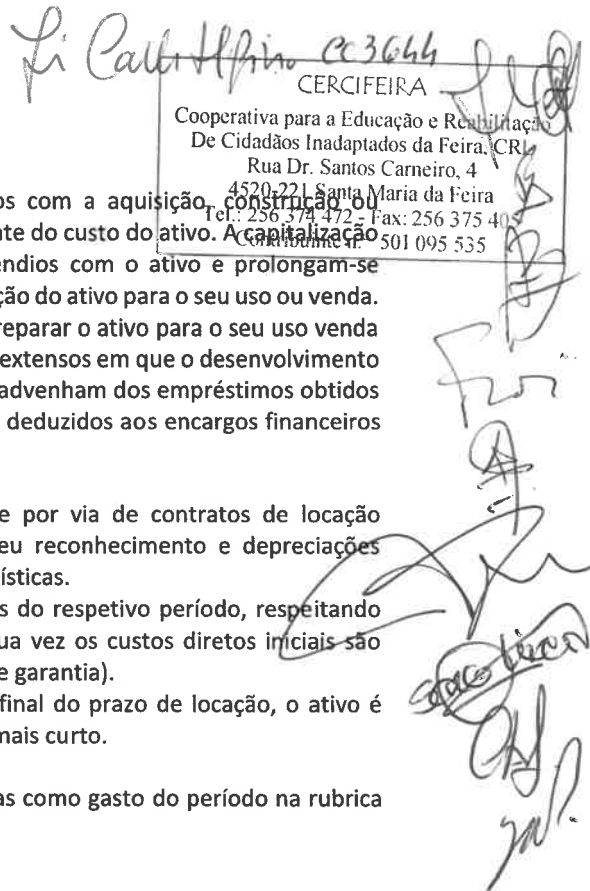 cc3644
CERCIFEIRA
Cooperativa para a Educação e Reabilitação
De Cidadãos Inadaptados da Feira, CRL
Rua Dr. Santos Carneiro, 4
4520-221 Santa Maria da Feira
Tel.: 256 374 472 - Fax: 256 375 40
Contribuinte n.º 501 095 535
os com a aquisição, construção ou
te do custo do ativo. A capitalização
êndios com o ativo e prolongam-se
ção do ativo para o seu uso ou venda.
reparar o ativo para o seu uso venda
extensos em que o desenvolvimento
advenham dos empréstimos obtidos
deduzidos aos encargos financeiros
e por via de contratos de locação
eu reconhecimento e depreciações
ísticas.
s do respetivo período, respeitando
ua vez os custos diretos iniciais são
e garantia).
final do prazo de locação, o ativo é
mais curto.
as como gasto do período na rubrica